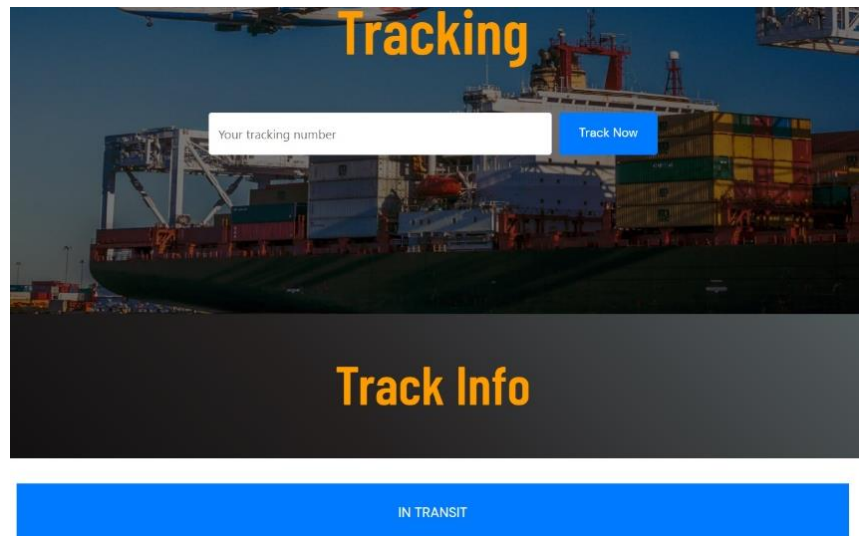 Tracking
Your tracking number
Track Now
Track Info
IN TRANSIT